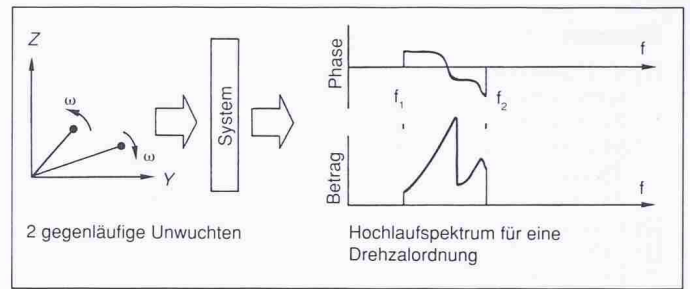 Z
ω
ω
Y
2 gegenläufige Unwuchten
System
Phase
f
f₁
f₂
Betrag
f
Hochlaufspektrum für eine
Drehzalordnung